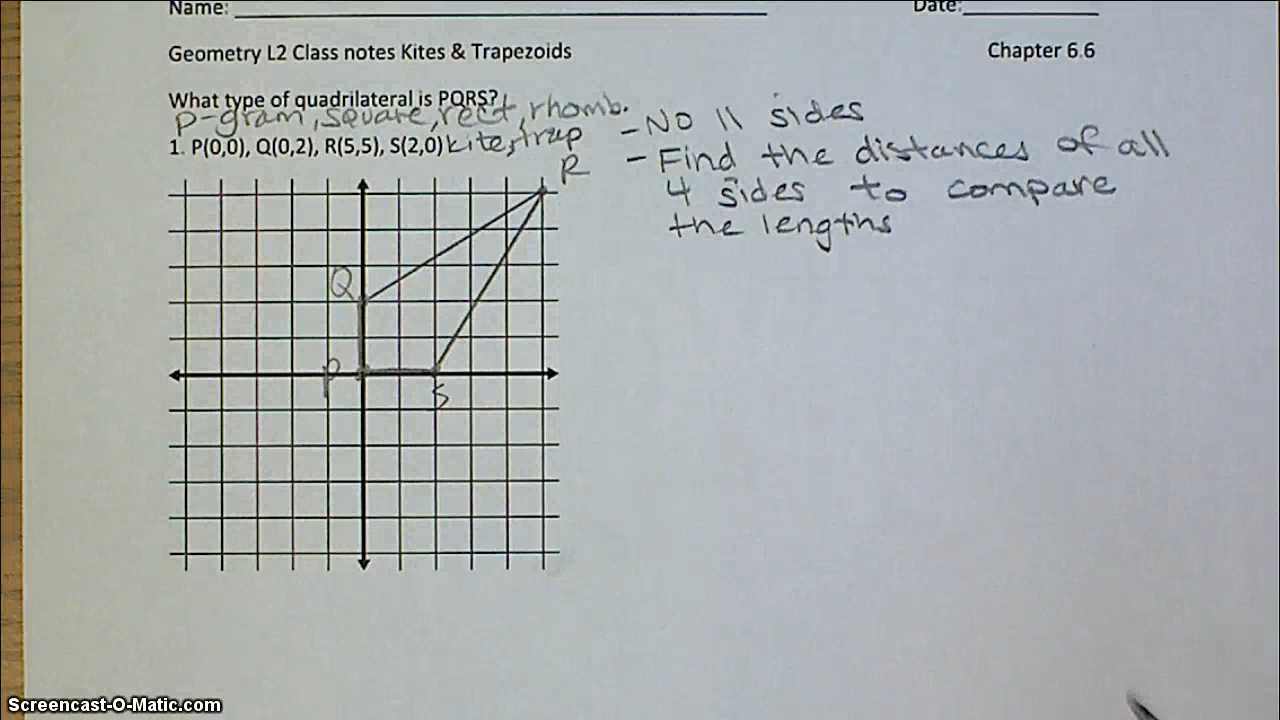 Name: Date:
Geometry L2 Class notes Kites & Trapezoids Chapter 6.6
What type of quadrilateral is PQRS?
p-gram, square, rect, rhomb.
1. P(0,0), Q(0,2), R(5,5), S(2,0) kite, trap
- No || sides
- Find the distances of all
4 sides to compare
the lengths
R
Q
P
S
Screencast-O-Matic.com